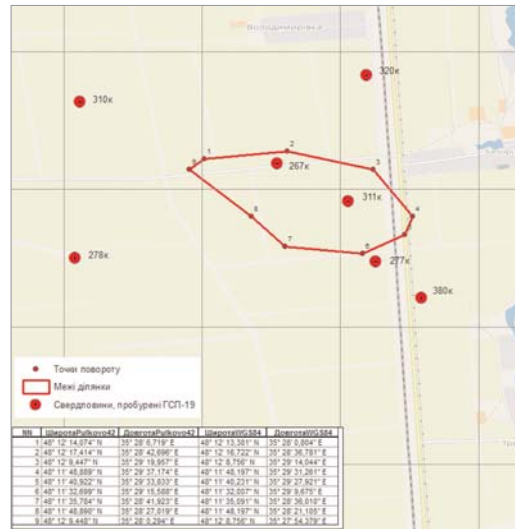 Володимирівка
320к
310к
1
2
9
267к
3
311к
4
8
5
7
6
278к
277к
380к
Точки повороту
Межі ділянки
Свердловини, пробурені ГСП-19
NN ШиротаPulkovo42 ДовготаPulkovo42 ШиротаWGS84 ДовготаWGS84
1 48° 12' 14,074" N 35° 28' 6,719" E 48° 12' 13,381" N 35° 28' 0,804" E
2 48° 12' 17,414" N 35° 28' 42,696" E 48° 12' 16,722" N 35° 28' 36,781" E
3 48° 12' 9,447" N 35° 29' 19,957" E 48° 12' 8,756" N 35° 29' 14,044" E
4 48° 11' 48,889" N 35° 29' 37,174" E 48° 11' 48,197" N 35° 29' 31,261" E
5 48° 11' 40,922" N 35° 29' 33,833" E 48° 11' 40,231" N 35° 29' 27,921" E
6 48° 11' 32,699" N 35° 29' 15,588" E 48° 11' 32,007" N 35° 29' 9,675" E
7 48° 11' 35,784" N 35° 28' 41,923" E 48° 11' 35,091" N 35° 28' 36,010" E
8 48° 11' 48,890" N 35° 28' 27,019" E 48° 11' 48,197" N 35° 28' 21,105" E
9 48° 12' 9,448" N 35° 28' 0,294" E 48° 12' 8,756" N 35° 27' 54,379" E